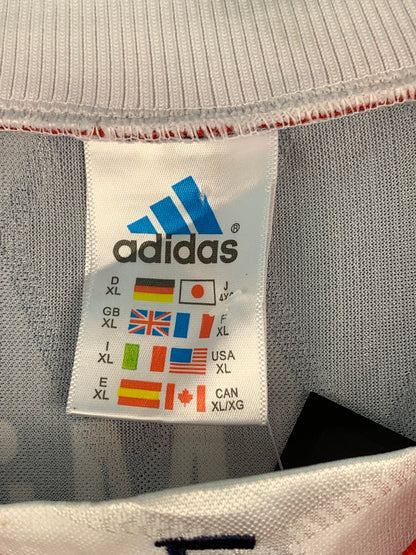 adidas®
D J
XL
GB F
XL XL
I USA
XL XL
E CAN
XL XL/XG